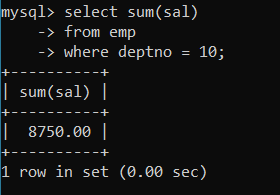 mysql> select sum(sal)
    -> from emp
    -> where deptno = 10;
+----------+
| sum(sal) |
+----------+
|  8750.00 |
+----------+
1 row in set (0.00 sec)